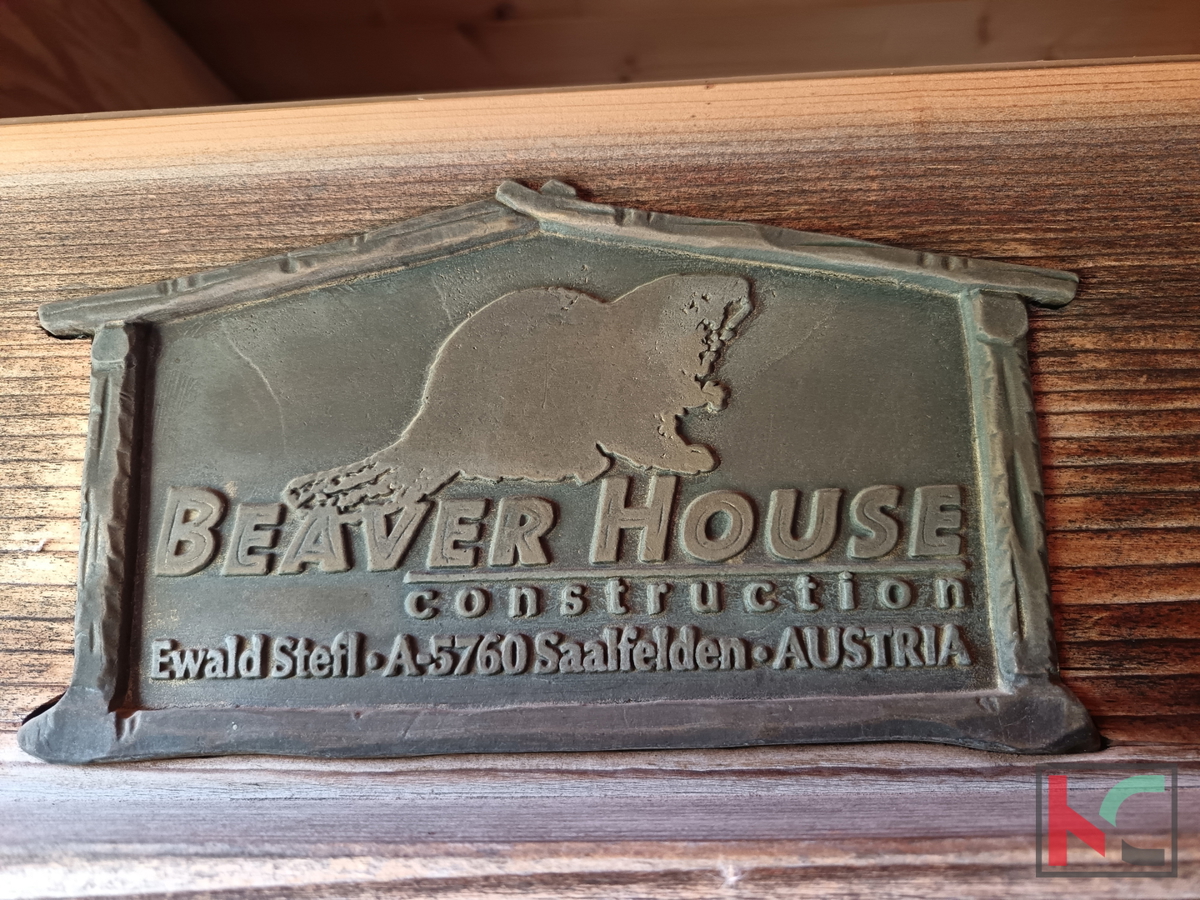 BEAVER HOUSE
construction
Ewald Stefl · A-5760 Saalfelden · AUSTRIA